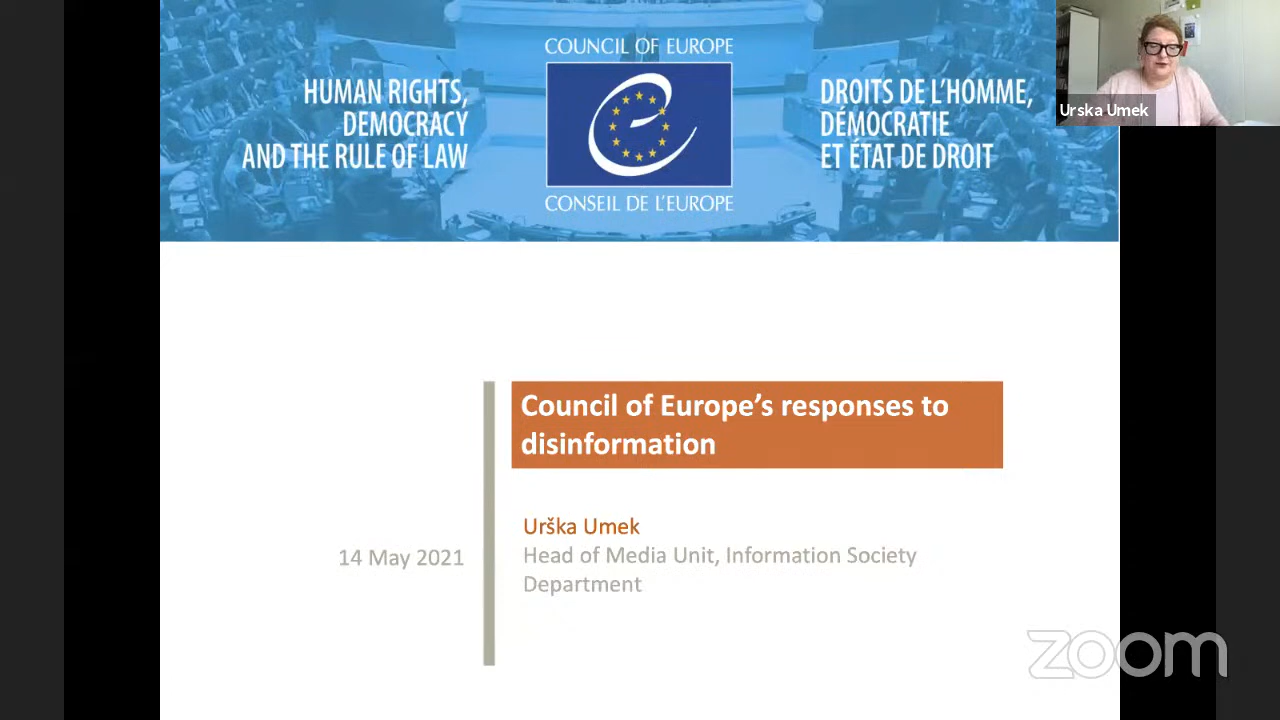 COUNCIL OF EUROPE
HUMAN RIGHTS,
DEMOCRACY
AND THE RULE OF LAW
DROITS DE L'HOMME,
DÉMOCRATIE
ET ÉTAT DE DROIT
CONSEIL DE L'EUROPE
Urska Umek
Council of Europe's responses to
disinformation
Urška Umek
Head of Media Unit, Information Society
Department
14 May 2021
zoom